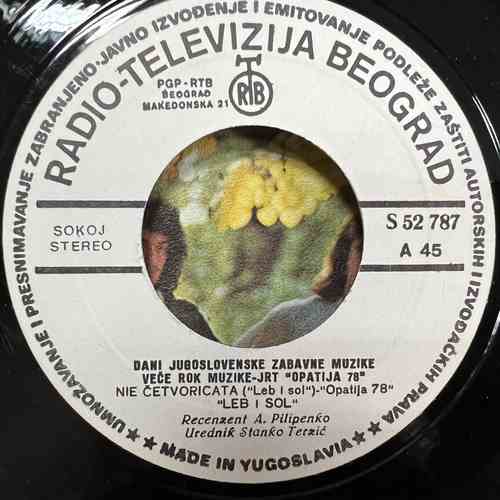 UMNOŽAVANJE I PRESNIMAVANJE ZABRANJENO·JAVNO IZVOĐENJE I EMITOVANJE PODLEŽE ZAŠTITI AUTORSKIH I IZVOĐAČKIH PRAVA
RADIO-TELEVIZIJA BEOGRAD
PGP-RTB
BEOGRAD
MAKEDONSKA 21
RTB
SOKOJ
STEREO
S 52 787
A 45
DANI JUGOSLOVENSKE ZABAVNE MUZIKE
VEČE ROK MUZIKE-JRT "OPATIJA 78"
NIE ČETVORICATA ("Leb i sol")-"Opatija 78"
"LEB I SOL"
Recenzent A. Pilipenko
Urednik Stanko Terzić
★★ MADE IN YUGOSLAVIA ★★